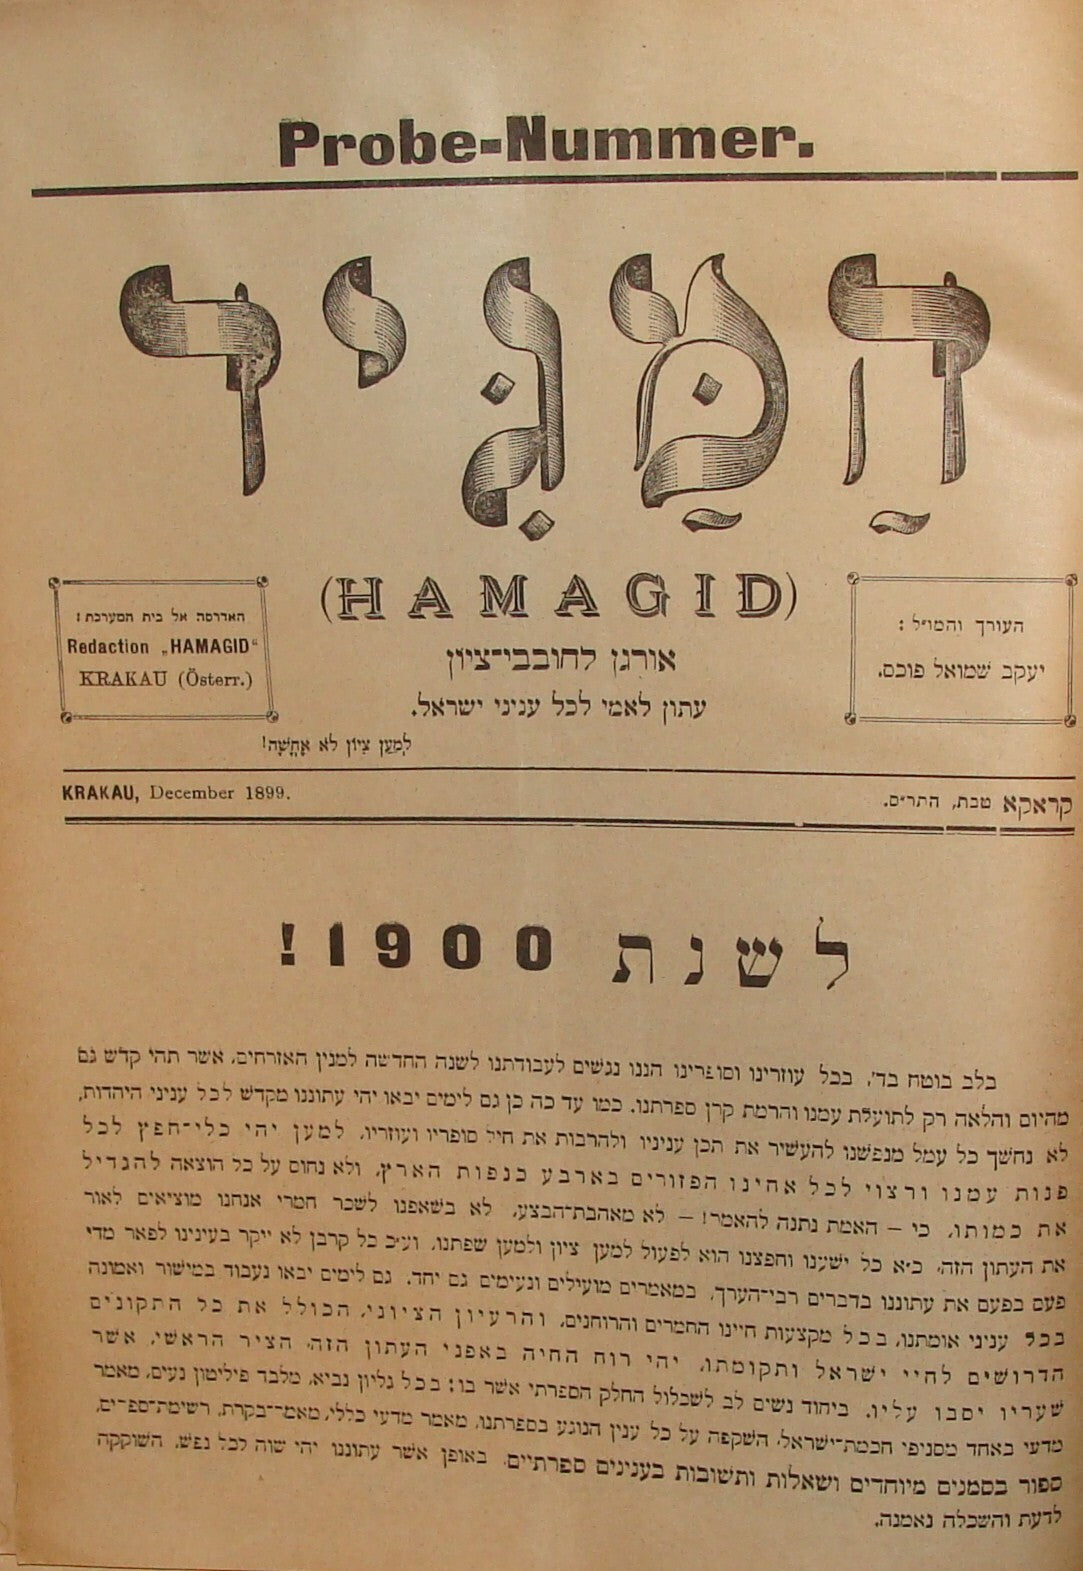 Probe-Nummer.
הַמַּגִּיד
(HAMAGID)
העורך והמו״ל:
יעקב שמואל פוכס.
אורגן לחובבי־ציון
עתון לאמי לכל עניני ישראל.
לְמַעַן צִיוֹן לֹא אֶחֱשֶׁה!
האדרסה אל בית המערכת:
Redaction „HAMAGID“
KRAKAU (Österr.)
קראקא טבת, התר״ס.
KRAKAU, December 1899.
לשנת 1900!
בלב בוטח בד׳, בכל עוזרינו וסופרינו הננו נגשים לעבודתנו לשנה החדשה למנין האזרחים, אשר תהי׳ קדש גם
מהיום והלאה רק לתועלת עמנו והרמת קרן ספרתנו. כמו עד כה כן גם לימים יבאו יהי עתוננו מקדש לכל עניני היהדות,
לא נחשך כל עמל מנפשנו להעשיר את תכן עניניו ולהרבות את חיל סופריו ועוזריו, למען יהי כלי־חפץ לכל
פנות עמנו ורצוי לכל אחינו הפזורים בארבע כנפות הארץ, ולא נחוס על כל הוצאה להגדיל
את כמותו, כי – האמת נתנה להאמר! – לא מאהבת־הבצע, לא בשאפנו לשכר חמרי אנחנו מוציאים לאור
את העתון הזה, כ״א כל ישענו וחפצנו הוא לפעול למען ציון ולמען שפתנו, וע״כ כל קרבן לא ייקר בעינינו לפאר מדי
פעם בפעם את עתוננו בדברים רבי־הערך, במאמרים מועילים ונעימים גם יחד. גם לימים יבאו נעבוד במישור ואמונה
בכל עניני אומתנו, בכל מקצעות חיינו החמרים והרוחנים, והרעיון הציוני, הכולל את כל התקונים
הדרושים לחיי ישראל ותקומתו, יהי רוח החיה באפני העתון הזה, הציר הראשי, אשר
שעריו יסבו עליו. ביחוד נשים לב לשכלול החלק הספרתי אשר בו: בכל גליון נביא, מלבד פיליטון נעים, מאמר
מדעי באחד מסניפי חכמת־ישראל, השקפה על כל ענין הנוגע בספרתנו, מאמר מדעי כללי, מאמר־בקרת, רשימת־ספרים,
ספור בסמנים מיוחדים ושאלות ותשובות בענינים ספרתיים, באופן אשר עתוננו יהי שוה לכל נפש, השוקקה
לדעת והשכלה נאמנה.